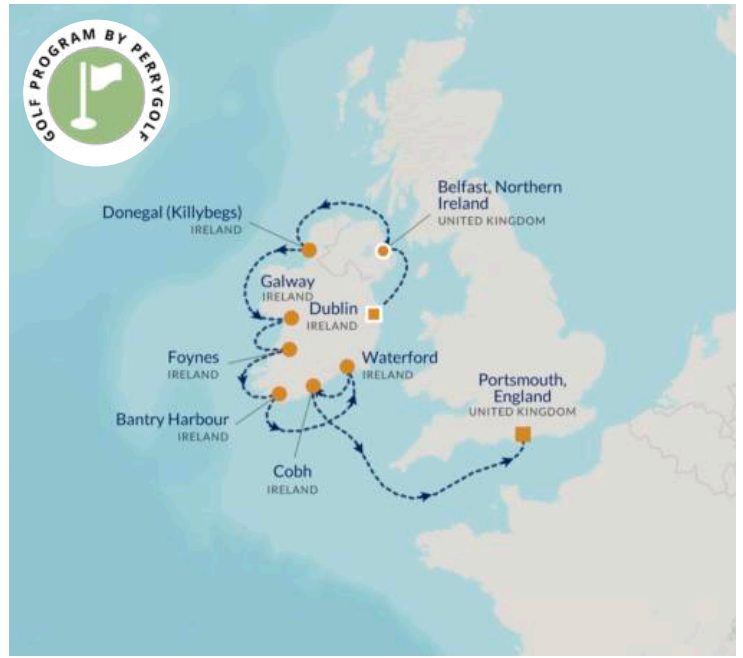 GOLF PROGRAM BY PERRYGOLF
Belfast, Northern
Ireland
UNITED KINGDOM
Donegal (Killybegs)
IRELAND
Galway
IRELAND
Dublin
IRELAND
Foynes
IRELAND
Waterford
IRELAND
Portsmouth,
England
UNITED KINGDOM
Bantry Harbour
IRELAND
Cobh
IRELAND